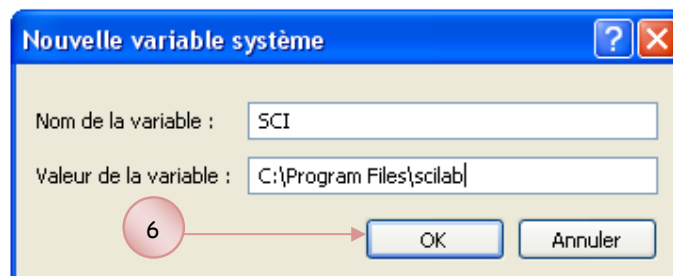 Nouvelle variable système
Nom de la variable : SCI
Valeur de la variable : C:\Program Files\scilab
6 OK Annuler